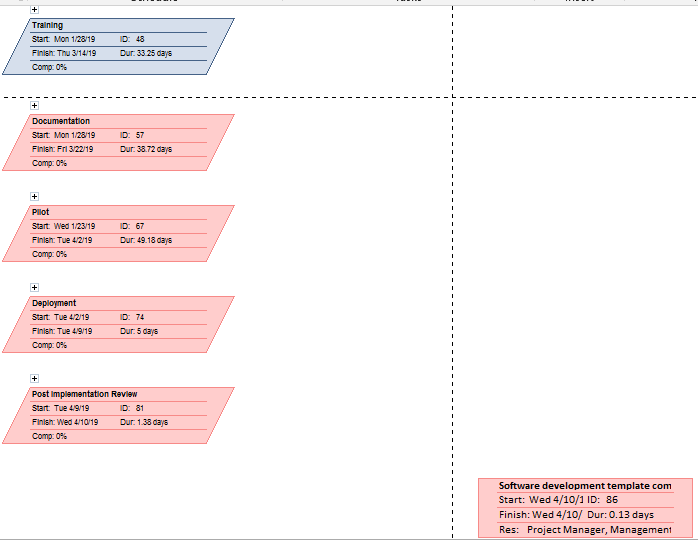 Training
Start: Mon 1/28/19 ID: 48
Finish: Thu 3/14/19 Dur: 33.25 days
Comp: 0%
Documentation
Start: Mon 1/28/19 ID: 57
Finish: Fri 3/22/19 Dur: 38.72 days
Comp: 0%
Pilot
Start: Wed 1/23/19 ID: 67
Finish: Tue 4/2/19 Dur: 49.18 days
Comp: 0%
Deployment
Start: Tue 4/2/19 ID: 74
Finish: Tue 4/9/19 Dur: 5 days
Comp: 0%
Post Implementation Review
Start: Tue 4/9/19 ID: 81
Finish: Wed 4/10/19 Dur: 1.38 days
Comp: 0%
Software development template com
Start: Wed 4/10/1 ID: 86
Finish: Wed 4/10/ Dur: 0.13 days
Res: Project Manager, Management